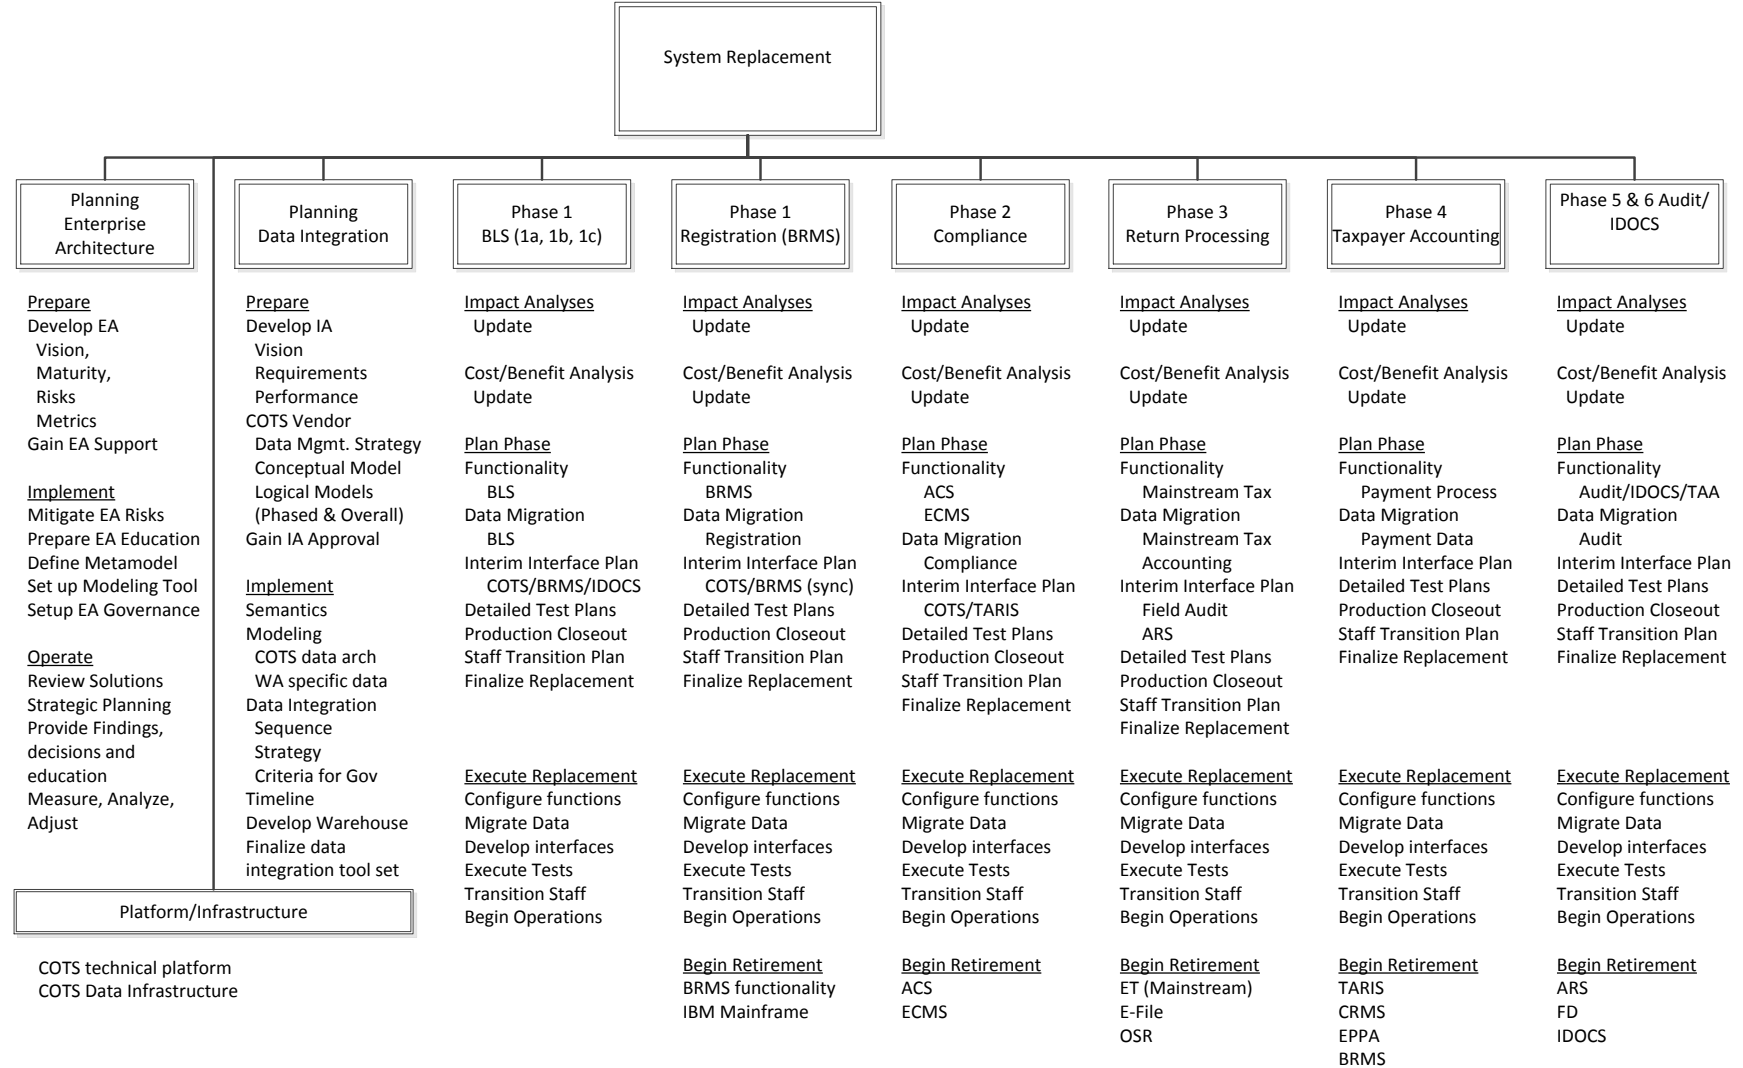 System Replacement
Planning
Enterprise
Architecture
Prepare
Develop EA
Vision,
Maturity,
Risks
Metrics
Gain EA Support
Implement
Mitigate EA Risks
Prepare EA Education
Define Metamodel
Set up Modeling Tool
Setup EA Governance
Operate
Review Solutions
Strategic Planning
Provide Findings,
decisions and
education
Measure, Analyze,
Adjust
Platform/Infrastructure
COTS technical platform
COTS Data Infrastructure
Planning
Data Integration
Prepare
Develop IA
Vision
Requirements
Performance
COTS Vendor
Data Mgmt. Strategy
Conceptual Model
Logical Models
(Phased & Overall)
Gain IA Approval
Implement
Semantics
Modeling
COTS data arch
WA specific data
Data Integration
Sequence
Strategy
Criteria for Gov
Timeline
Develop Warehouse
Finalize data
integration tool set
Phase 1
BLS (1a, 1b, 1c)
Impact Analyses
Update
Cost/Benefit Analysis
Update
Plan Phase
Functionality
BLS
Data Migration
BLS
Interim Interface Plan
COTS/BRMS/IDOCS
Detailed Test Plans
Production Closeout
Staff Transition Plan
Finalize Replacement
Execute Replacement
Configure functions
Migrate Data
Develop interfaces
Execute Tests
Transition Staff
Begin Operations
Phase 1
Registration (BRMS)
Impact Analyses
Update
Cost/Benefit Analysis
Update
Plan Phase
Functionality
BRMS
Data Migration
Registration
Interim Interface Plan
COTS/BRMS (sync)
Detailed Test Plans
Production Closeout
Staff Transition Plan
Finalize Replacement
Execute Replacement
Configure functions
Migrate Data
Develop interfaces
Execute Tests
Transition Staff
Begin Operations
Begin Retirement
BRMS functionality
IBM Mainframe
Phase 2
Compliance
Impact Analyses
Update
Cost/Benefit Analysis
Update
Plan Phase
Functionality
ACS
ECMS
Data Migration
Compliance
Interim Interface Plan
COTS/TARIS
Detailed Test Plans
Production Closeout
Staff Transition Plan
Finalize Replacement
Execute Replacement
Configure functions
Migrate Data
Develop interfaces
Execute Tests
Transition Staff
Begin Operations
Begin Retirement
ACS
ECMS
Phase 3
Return Processing
Impact Analyses
Update
Cost/Benefit Analysis
Update
Plan Phase
Functionality
Mainstream Tax
Data Migration
Mainstream Tax
Accounting
Interim Interface Plan
Field Audit
ARS
Detailed Test Plans
Production Closeout
Staff Transition Plan
Finalize Replacement
Execute Replacement
Configure functions
Migrate Data
Develop interfaces
Execute Tests
Transition Staff
Begin Operations
Begin Retirement
ET (Mainstream)
E-File
OSR
Phase 4
Taxpayer Accounting
Impact Analyses
Update
Cost/Benefit Analysis
Update
Plan Phase
Functionality
Payment Process
Data Migration
Payment Data
Interim Interface Plan
Detailed Test Plans
Production Closeout
Staff Transition Plan
Finalize Replacement
Execute Replacement
Configure functions
Migrate Data
Develop interfaces
Execute Tests
Transition Staff
Begin Operations
Begin Retirement
TARIS
CRMS
EPPA
BRMS
Phase 5 & 6 Audit/
IDOCS
Impact Analyses
Update
Cost/Benefit Analysis
Update
Plan Phase
Functionality
Audit/IDOCS/TAA
Data Migration
Audit
Interim Interface Plan
Detailed Test Plans
Production Closeout
Staff Transition Plan
Finalize Replacement
Execute Replacement
Configure functions
Migrate Data
Develop interfaces
Execute Tests
Transition Staff
Begin Operations
Begin Retirement
ARS
FD
IDOCS